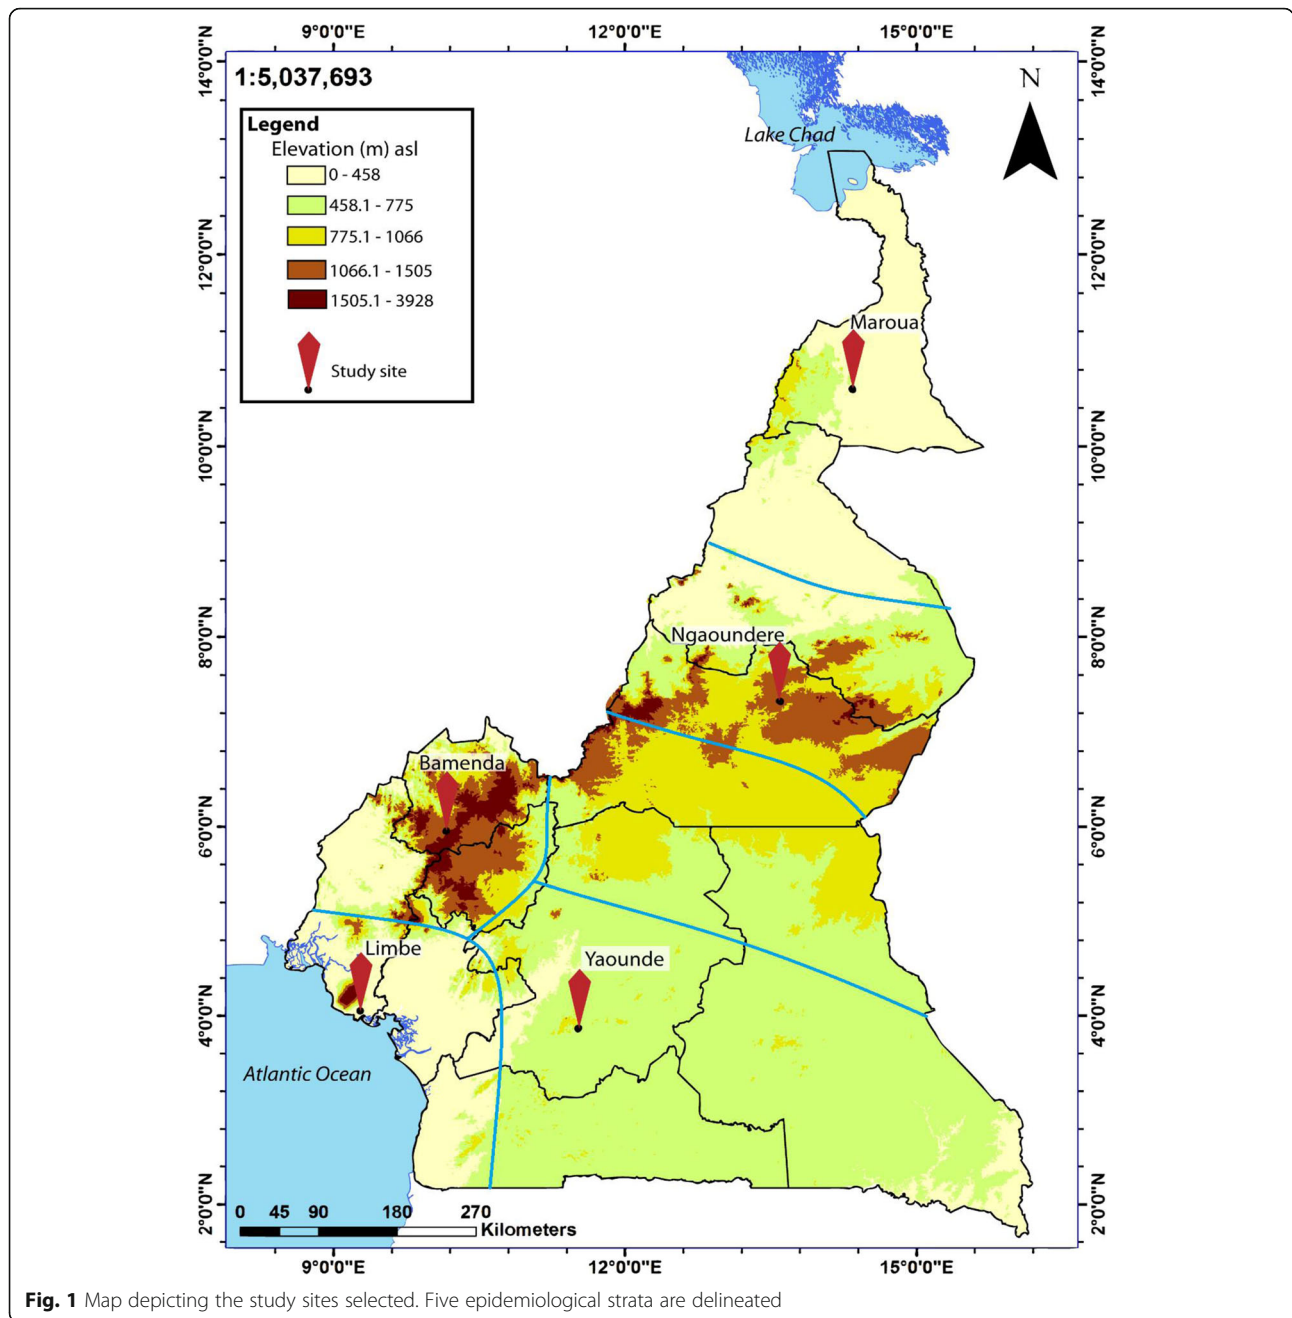 9°0'0"E 12°0'0"E 15°0'0"E
1:5,037,693
N
Legend
Elevation (m) asl
0 - 458
458.1 - 775
775.1 - 1066
1066.1 - 1505
1505.1 - 3928
Study site
Lake Chad
Maroua
Ngaoundere
Bamenda
Limbe
Yaounde
Atlantic Ocean
14°0'0"N
12°0'0"N
10°0'0"N
8°0'0"N
6°0'0"N
4°0'0"N
2°0'0"N
14°0'0"N
12°0'0"N
10°0'0"N
8°0'0"N
6°0'0"N
4°0'0"N
2°0'0"N
0 45 90 180 270
Kilometers
9°0'0"E 12°0'0"E 15°0'0"E
Fig. 1 Map depicting the study sites selected. Five epidemiological strata are delineated